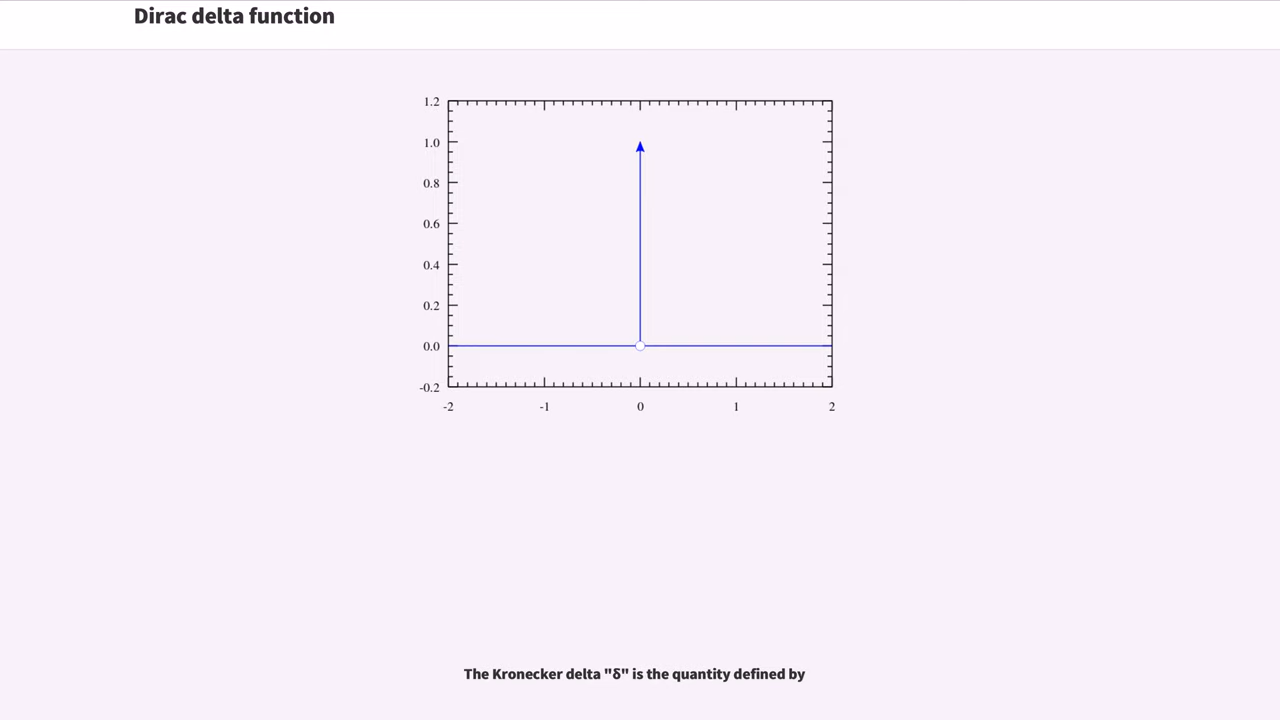 Dirac delta function
1.2
1.0
0.8
0.6
0.4
0.2
0.0
-0.2
-2 -1 0 1 2
The Kronecker delta "δ" is the quantity defined by